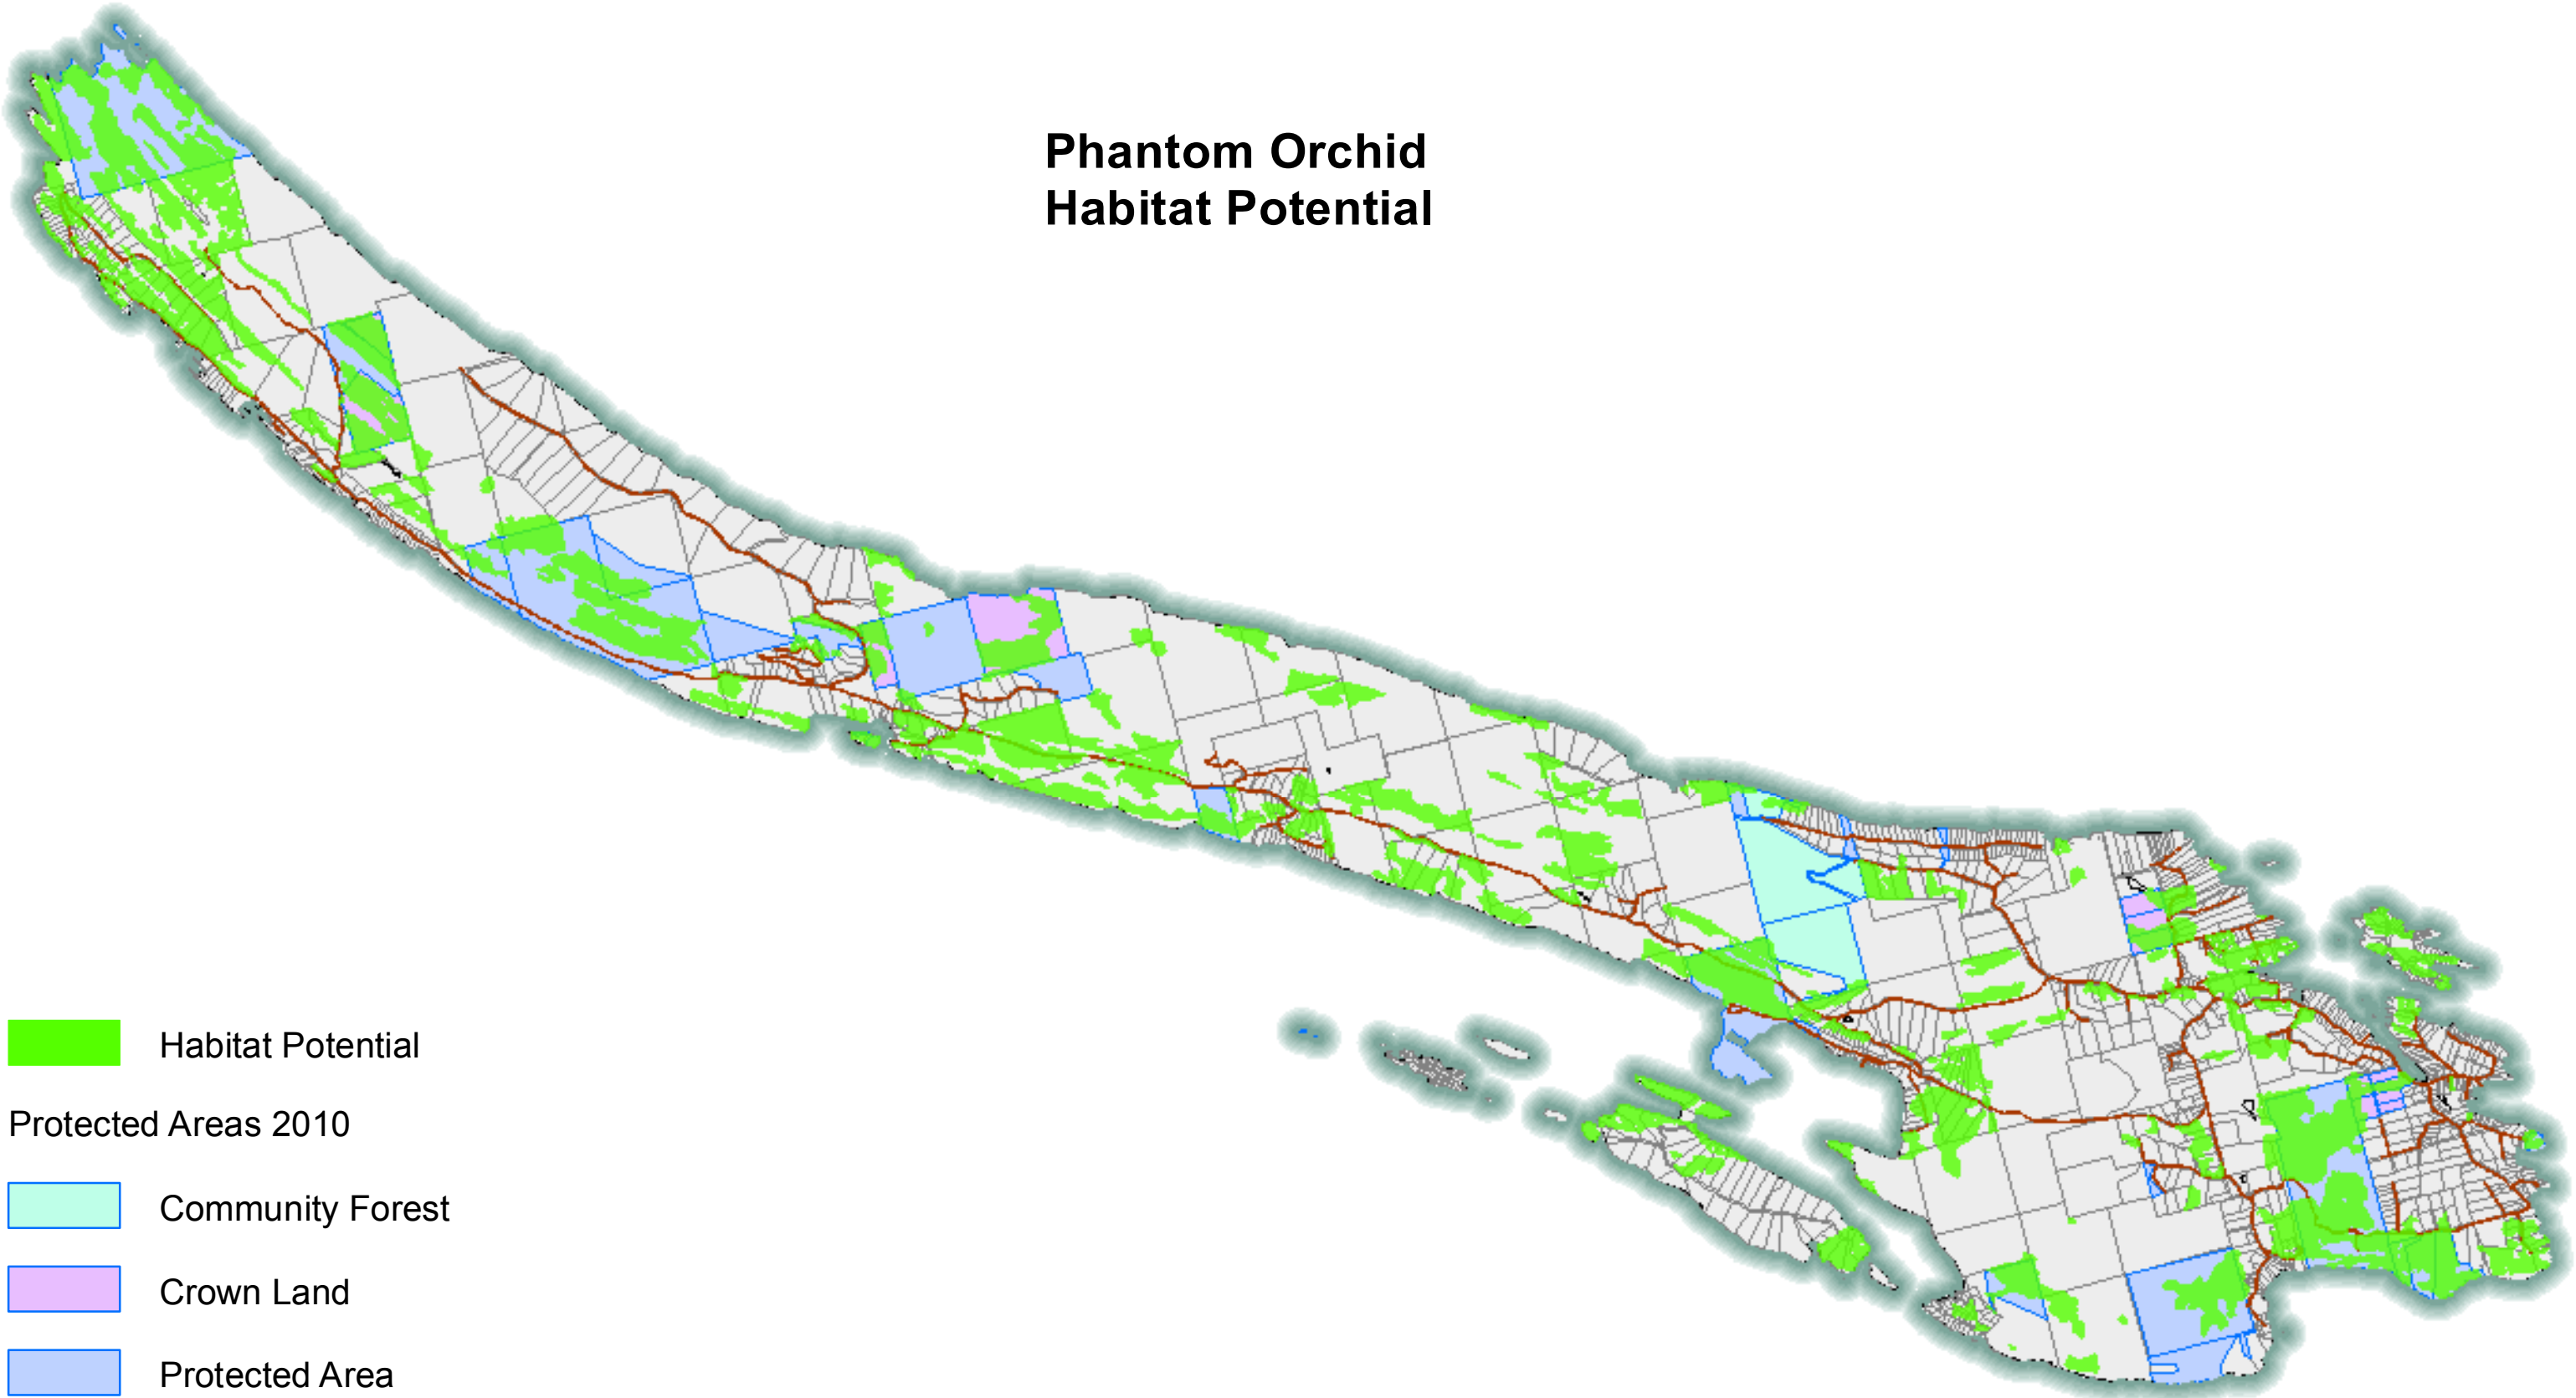 Phantom Orchid
Habitat Potential
Habitat Potential
Protected Areas 2010
Community Forest
Crown Land
Protected Area